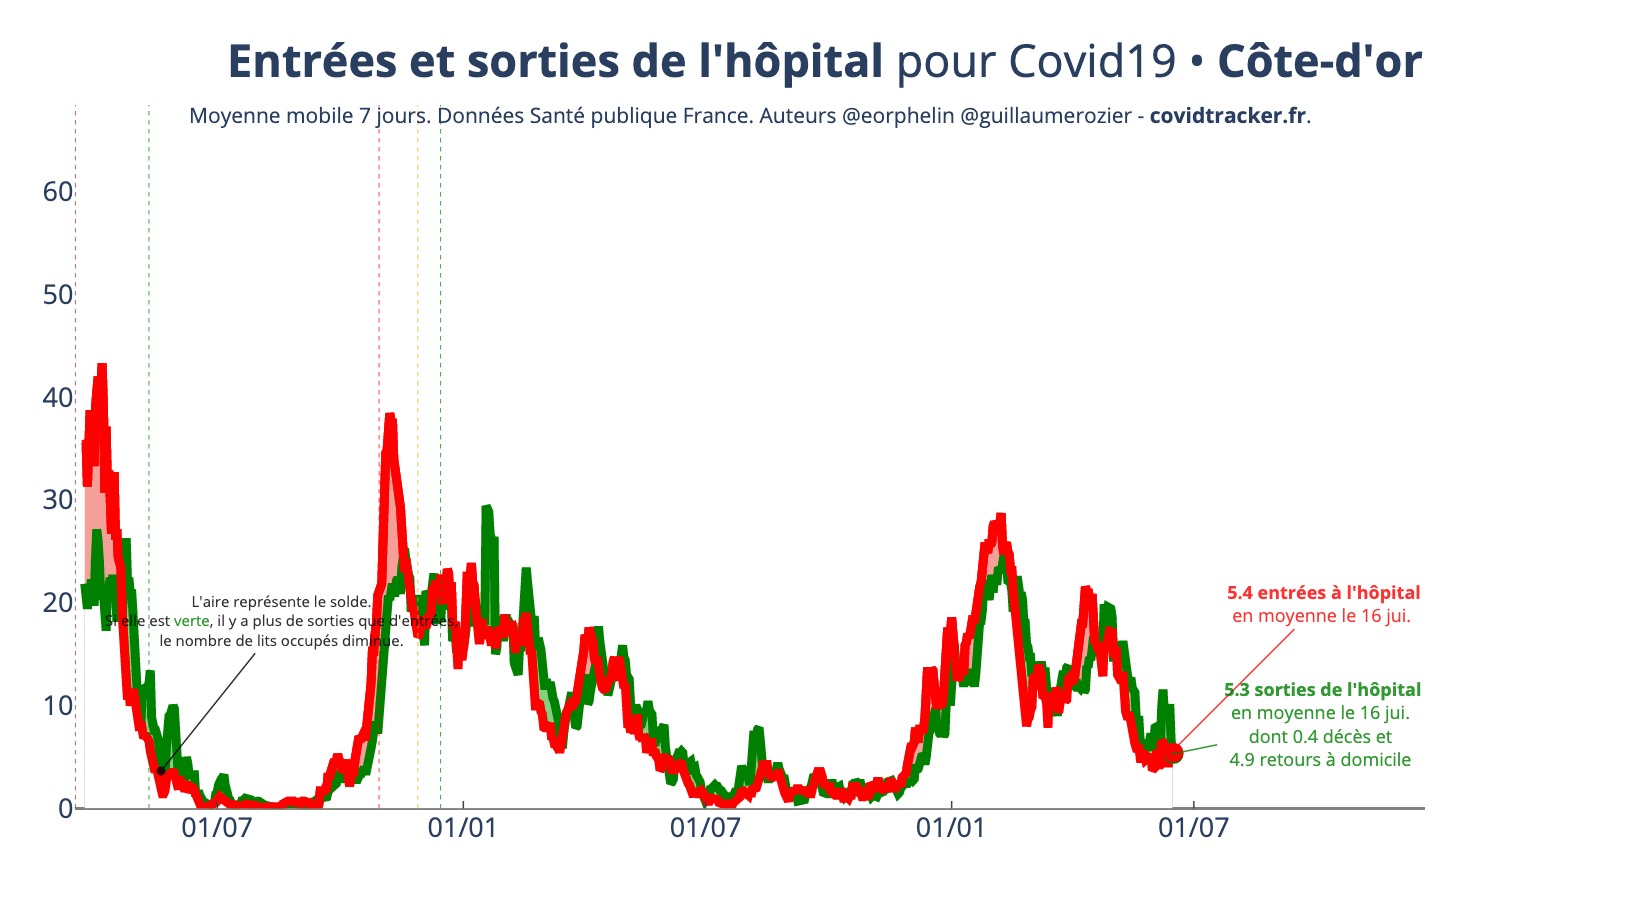 Entrées et sorties de l'hôpital pour Covid19 • Côte-d'or
Moyenne mobile 7 jours. Données Santé publique France. Auteurs @eorphelin @guillaumerozier - covidtracker.fr.
60
50
40
30
20
10
0
L'aire représente le solde.
Si elle est verte, il y a plus de sorties que d'entrées,
le nombre de lits occupés diminue.
5.4 entrées à l'hôpital
en moyenne le 16 jui.
5.3 sorties de l'hôpital
en moyenne le 16 jui.
dont 0.4 décès et
4.9 retours à domicile
01/07
01/01
01/07
01/01
01/07